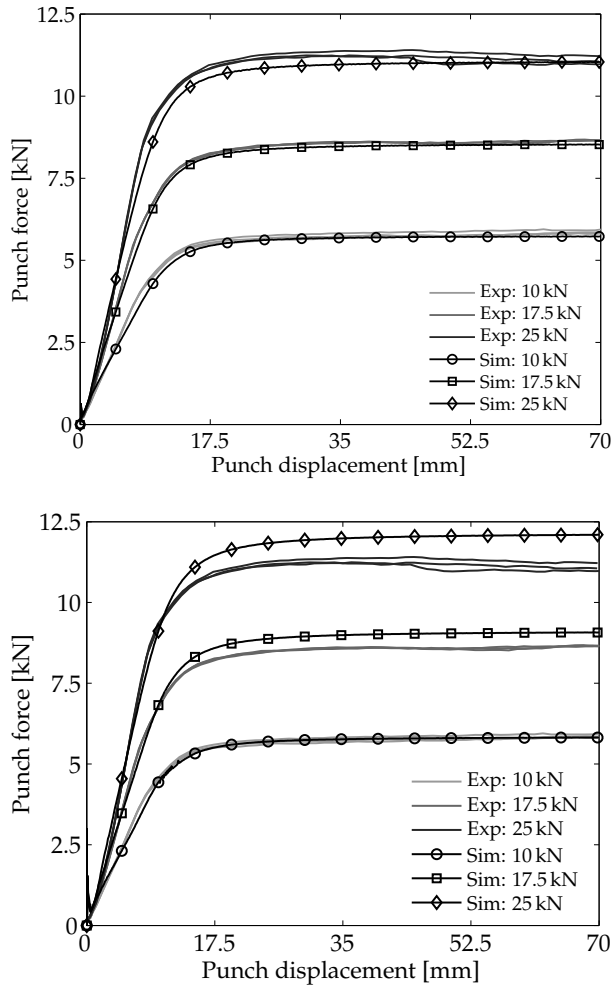 12.5
10
7.5
5
2.5
0
Punch force [kN]
Exp: 10 kN
Exp: 17.5 kN
Exp: 25 kN
Sim: 10 kN
Sim: 17.5 kN
Sim: 25 kN
0 17.5 35 52.5 70
Punch displacement [mm]
12.5
10
7.5
5
2.5
0
Punch force [kN]
Exp: 10 kN
Exp: 17.5 kN
Exp: 25 kN
Sim: 10 kN
Sim: 17.5 kN
Sim: 25 kN
0 17.5 35 52.5 70
Punch displacement [mm]